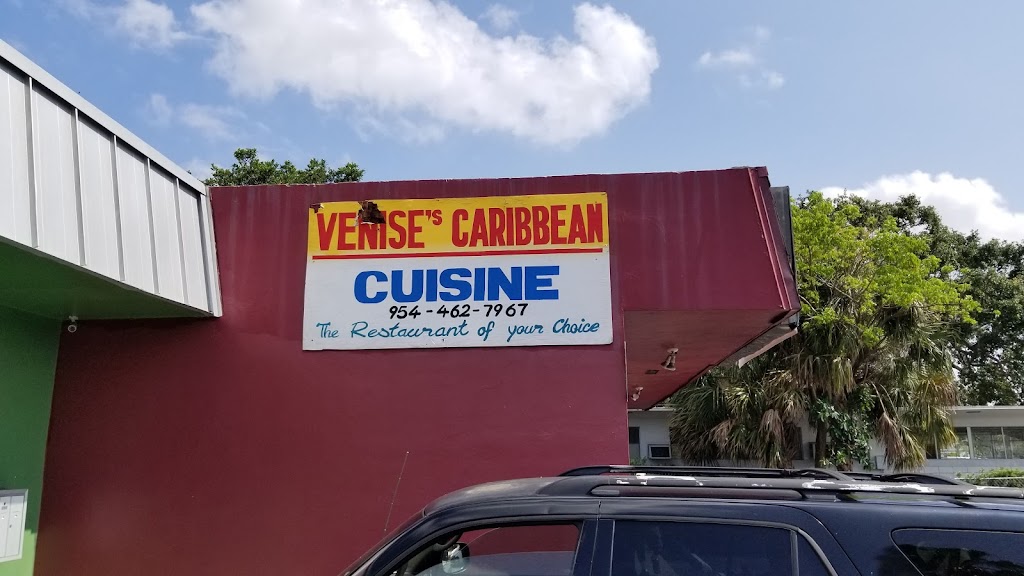 VENISE'S CARIBBEAN
CUISINE
954-462-7967
The Restaurant of your Choice